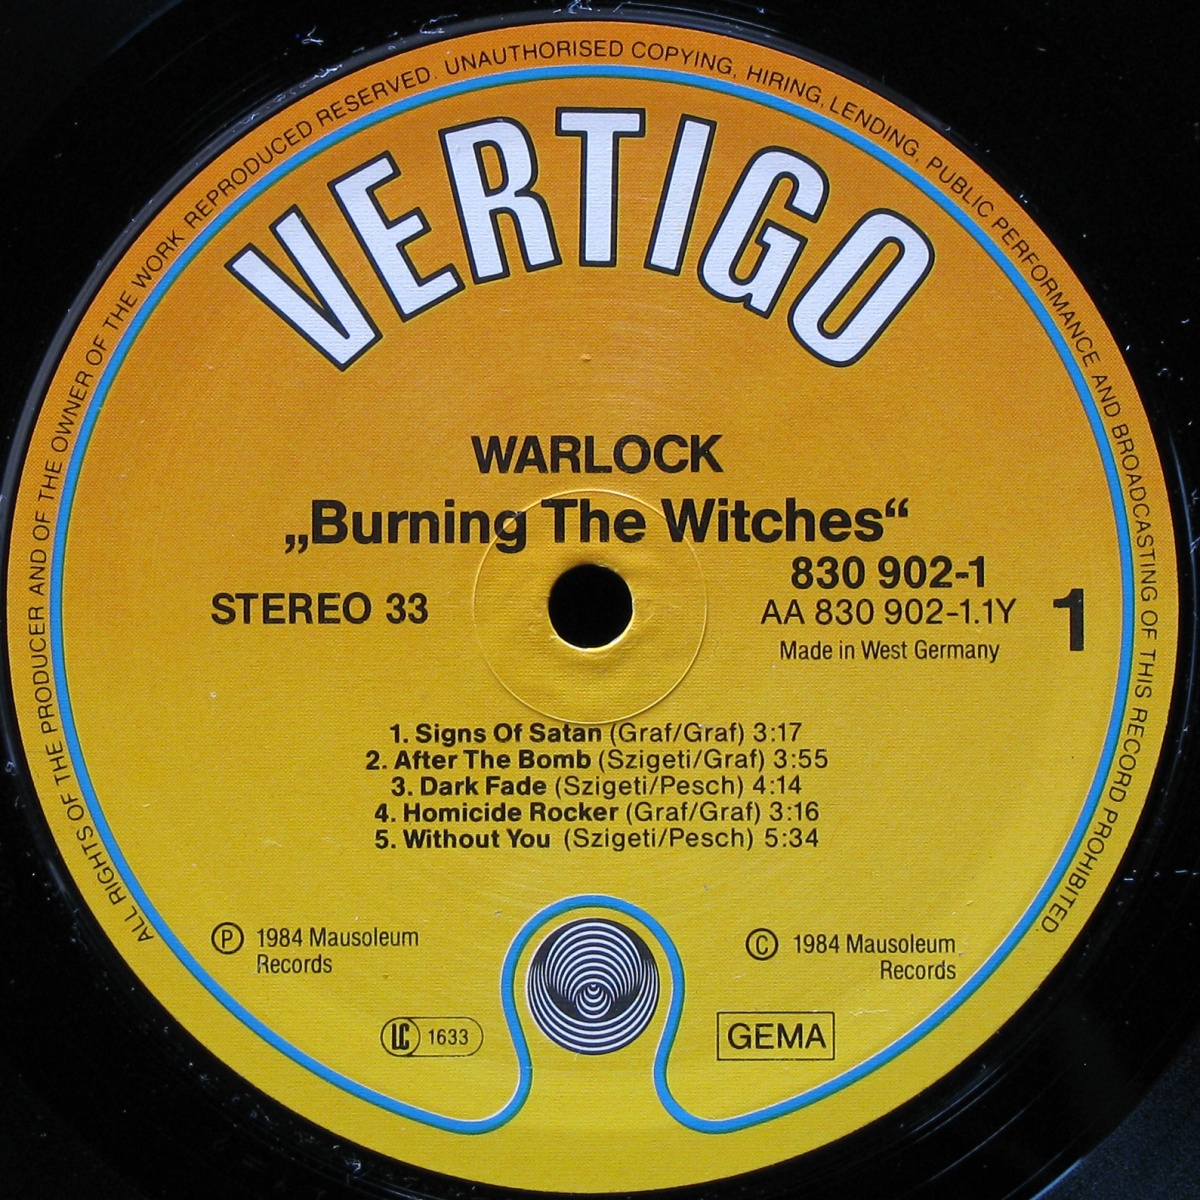 ALL RIGHTS OF THE PRODUCER AND OF THE OWNER OF THE WORK REPRODUCED RESERVED. UNAUTHORISED COPYING, HIRING, LENDING, PUBLIC PERFORMANCE AND BROADCASTING OF THIS RECORD PROHIBITED.
VERTIGO
WARLOCK
„Burning The Witches“
830 902-1
STEREO 33
AA 830 902-1.1Y
1
Made in West Germany
1. Signs Of Satan (Graf/Graf) 3:17
2. After The Bomb (Szigeti/Graf) 3:55
3. Dark Fade (Szigeti/Pesch) 4:14
4. Homicide Rocker (Graf/Graf) 3:16
5. Without You (Szigeti/Pesch) 5:34
Ⓟ 1984 Mausoleum
Records
© 1984 Mausoleum
Records
LC 1633
GEMA